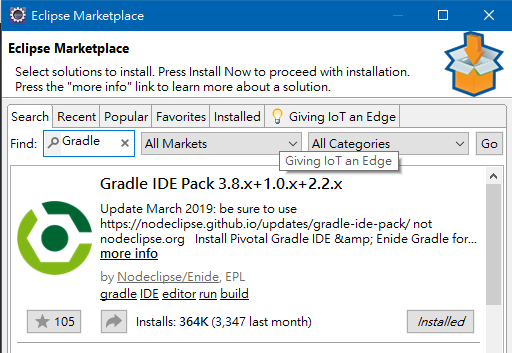 Eclipse Marketplace
Eclipse Marketplace
Select solutions to install. Press Install Now to proceed with installation.
Press the "more info" link to learn more about a solution.
Search Recent Popular Favorites Installed Giving IoT an Edge
Find: Gradle All Markets All Categories Go
Giving IoT an Edge
Gradle IDE Pack 3.8.x+1.0.x+2.2.x
Update March 2019: be sure to use
https://nodeclipse.github.io/updates/gradle-ide-pack/ not
nodeclipse.org Install Pivotal Gradle IDE &amp; Enide Gradle for...
more info
by Nodeclipse/Enide, EPL
gradle IDE editor run build
105 Installs: 364K (3,347 last month) Installed